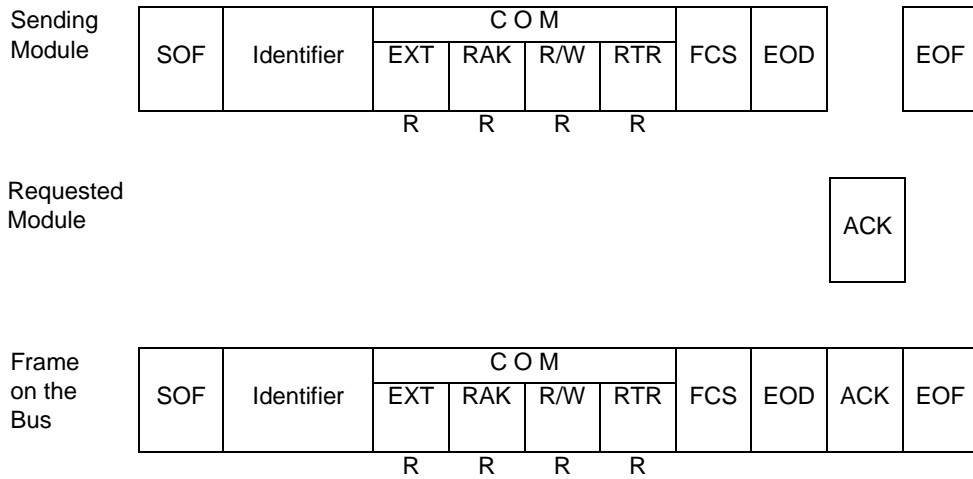 Sending
Module
C O M
SOF Identifier EXT RAK R/W RTR FCS EOD EOF
R R R R
Requested
Module
ACK
Frame
on the
Bus
C O M
SOF Identifier EXT RAK R/W RTR FCS EOD ACK EOF
R R R R